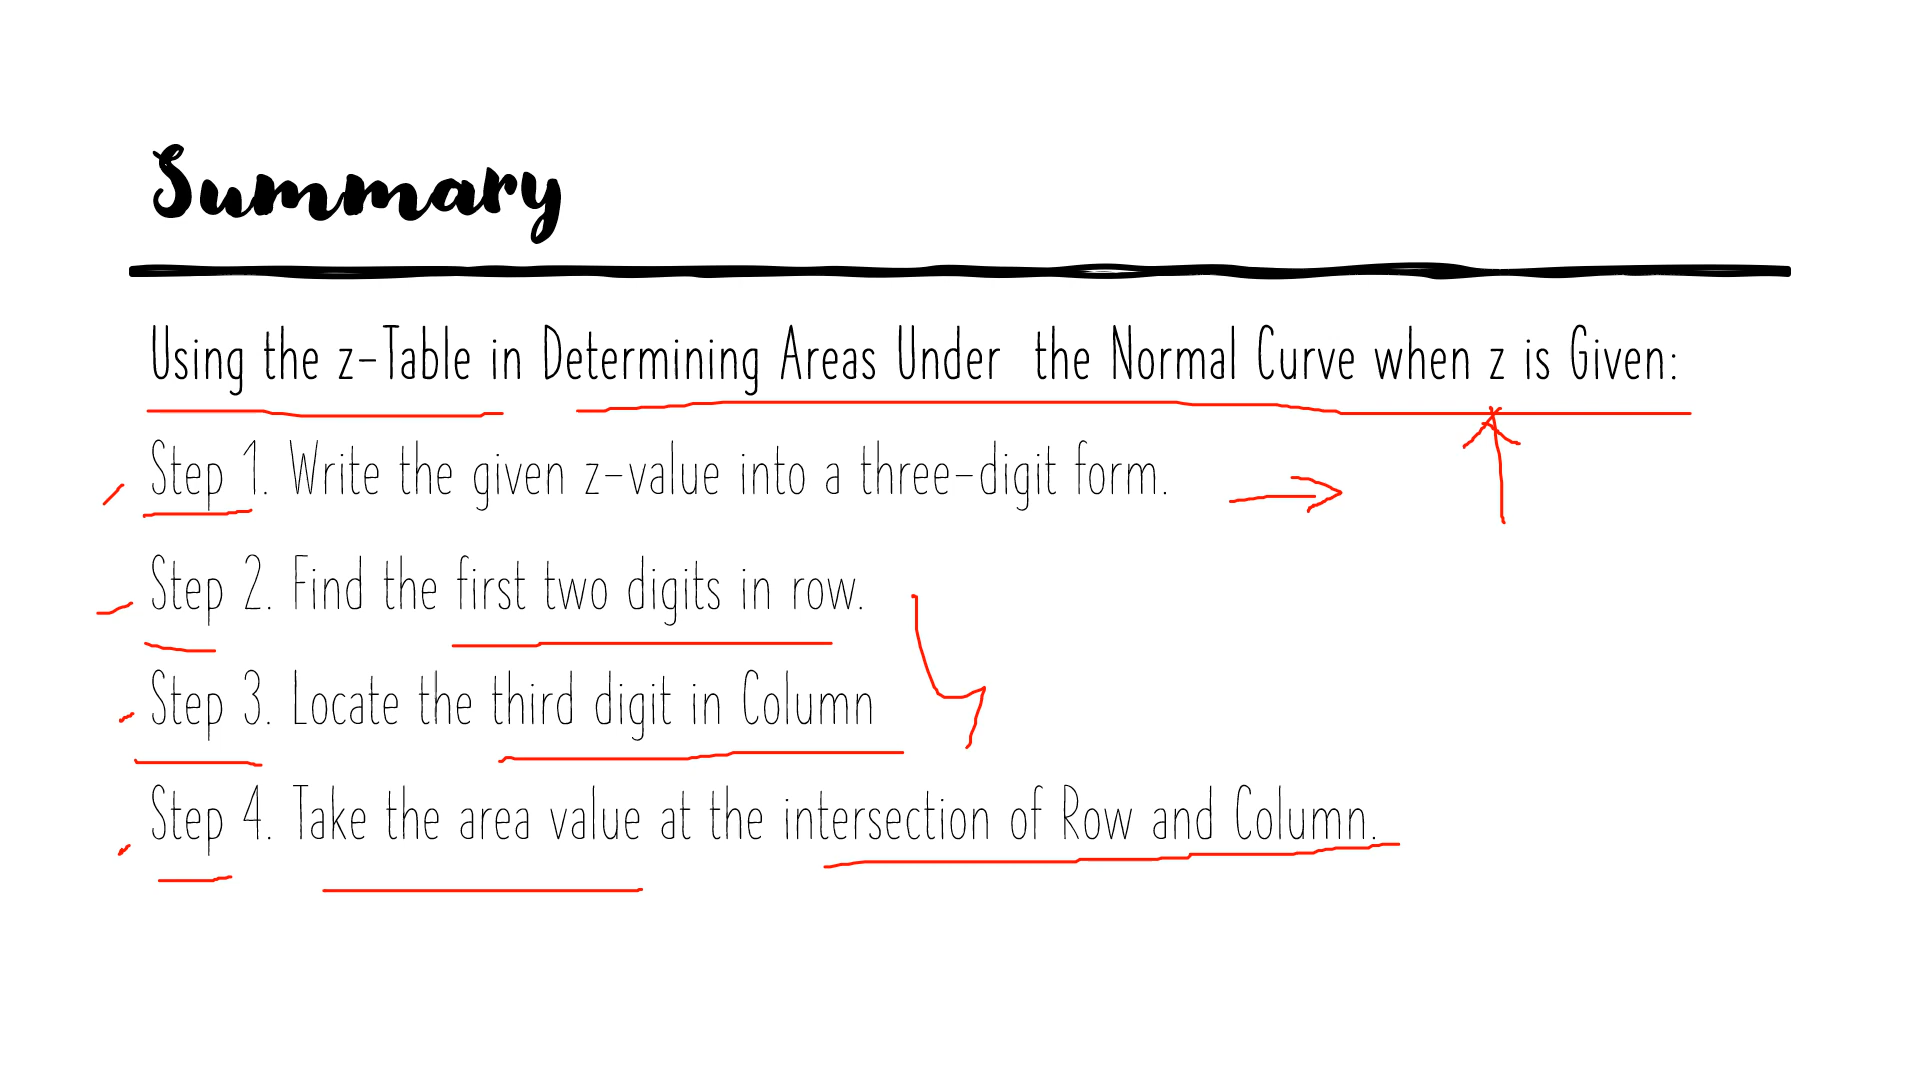 Summary
Using the z-Table in Determining Areas Under the Normal Curve when z is Given:
Step 1. Write the given z-value into a three-digit form.
Step 2. Find the first two digits in row.
Step 3. Locate the third digit in Column
Step 4. Take the area value at the intersection of Row and Column.